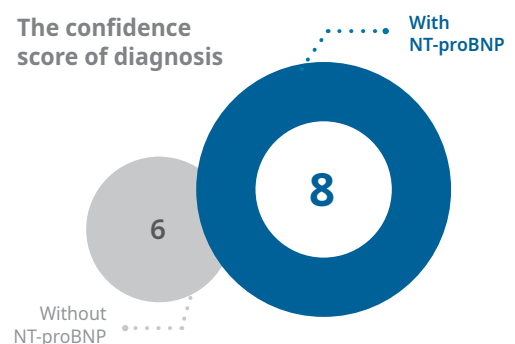 The confidence
score of diagnosis
With
NT-proBNP
8
6
Without
NT-proBNP